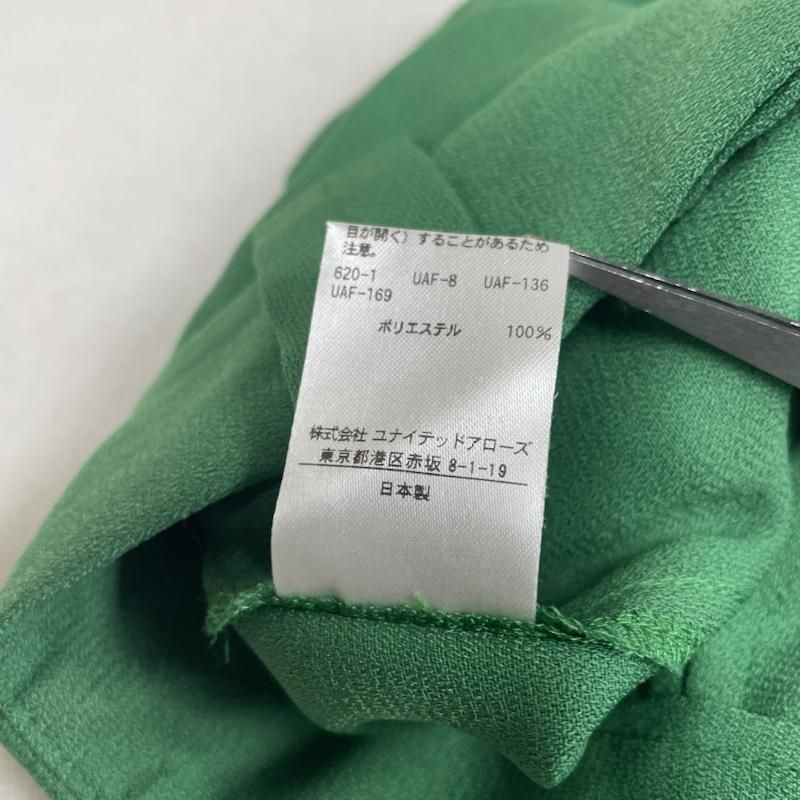 目が開く）することがあるため
注意。
620-1 UAF-8 UAF-136
UAF-169
ポリエステル 100%
株式会社 ユナイテッドアローズ
東京都港区赤坂 8-1-19
日本製